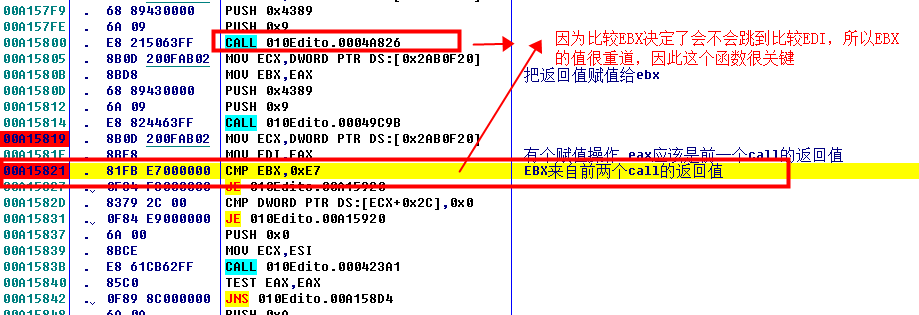 00A157F9 . 68 89430000 PUSH 0x4389
00A157FE . 6A 09 PUSH 0x9
00A15800 . E8 215063FF CALL 010Edito.0004A826
00A15805 . 8B0D 200FAB02 MOV ECX,DWORD PTR DS:[0x2AB0F20]
00A1580B . 8BD8 MOV EBX,EAX
00A1580D . 68 89430000 PUSH 0x4389
00A15812 . 6A 09 PUSH 0x9
00A15814 . E8 824463FF CALL 010Edito.00049C9B
00A15819 . 8B0D 200FAB02 MOV ECX,DWORD PTR DS:[0x2AB0F20]
00A1581F . 8BF8 MOV EDI,EAX
00A15821 . 81FB E7000000 CMP EBX,0xE7
00A15827 .ˇ 0F84 F3000000 JE 010Edito.00A15920
00A1582D . 8379 2C 00 CMP DWORD PTR DS:[ECX+0x2C],0x0
00A15831 .ˇ 0F84 E9000000 JE 010Edito.00A15920
00A15837 . 6A 00 PUSH 0x0
00A15839 . 8BCE MOV ECX,ESI
00A1583B . E8 61CB62FF CALL 010Edito.000423A1
00A15840 . 85C0 TEST EAX,EAX
00A15842 .ˇ 0F89 8C000000 JNS 010Edito.00A158D4
00A15848 . 6A 0A PUSH 0xA
因为比较EBX决定了会不会跳到比较EDI，所以EBX
的值很重道，因此这个函数很关键
把返回值赋值给ebx
有个赋值操作 eax应该是前一个call的返回值
EBX来自前两个call的返回值